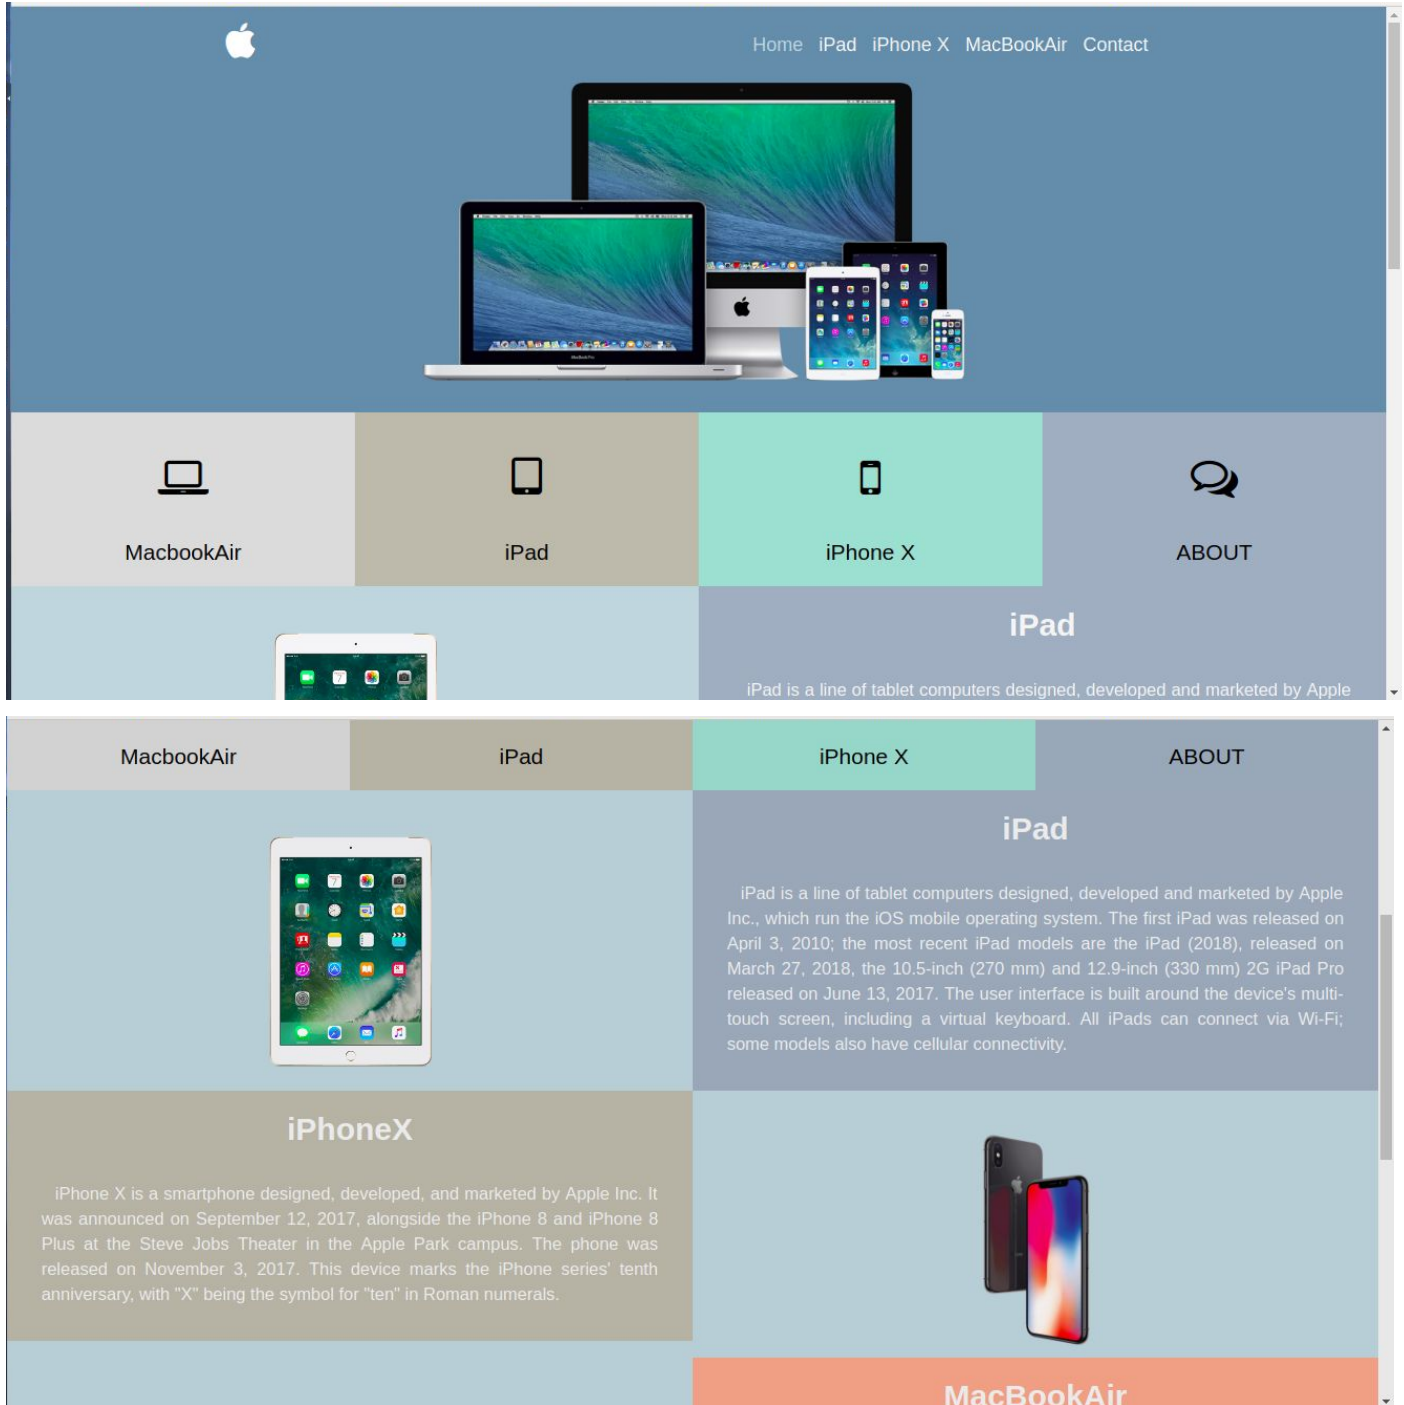 Home iPad iPhone X MacBookAir Contact
MacBook Pro
MacbookAir iPad iPhone X ABOUT
iPad
iPad is a line of tablet computers designed, developed and marketed by Apple
MacbookAir iPad iPhone X ABOUT
iPad
iPad is a line of tablet computers designed, developed and marketed by Apple
Inc., which run the iOS mobile operating system. The first iPad was released on
April 3, 2010; the most recent iPad models are the iPad (2018), released on
March 27, 2018, the 10.5-inch (270 mm) and 12.9-inch (330 mm) 2G iPad Pro
released on June 13, 2017. The user interface is built around the device's multi-
touch screen, including a virtual keyboard. All iPads can connect via Wi-Fi;
some models also have cellular connectivity.
iPhoneX
iPhone X is a smartphone designed, developed, and marketed by Apple Inc. It
was announced on September 12, 2017, alongside the iPhone 8 and iPhone 8
Plus at the Steve Jobs Theater in the Apple Park campus. The phone was
released on November 3, 2017. This device marks the iPhone series' tenth
anniversary, with "X" being the symbol for "ten" in Roman numerals.
MacBookAir